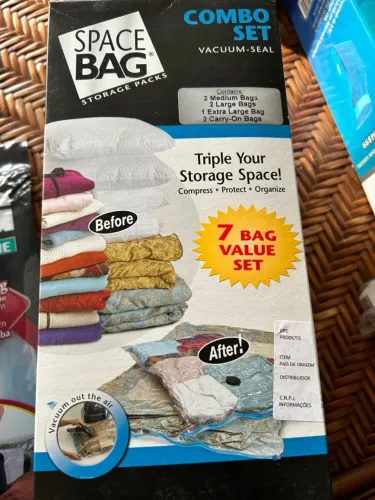 SPACE
BAG®
STORAGE PACKS
COMBO
SET
VACUUM-SEAL
Contains:
2 Medium Bags
2 Large Bags
1 Extra Large Bag
2 Carry-On Bags
Triple Your
Storage Space!
Compress • Protect • Organize
Before
7 BAG
VALUE
SET
After!
PRODUTO
ITEM
PAIS DE ORIGEM
DISTRIBUIDOR
INFORMAÇÕES
Vacuum out the air